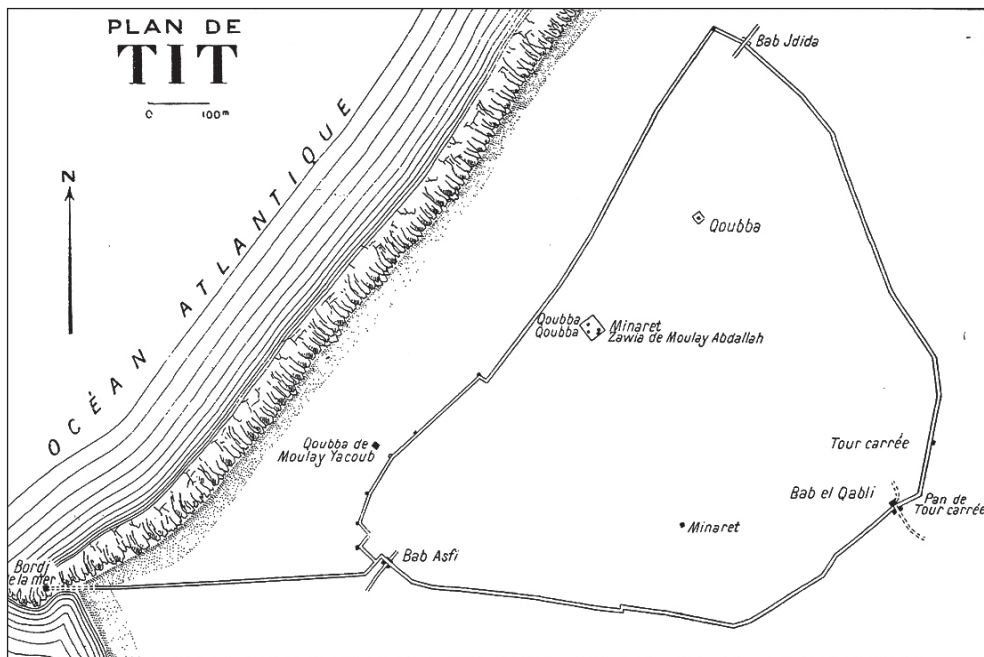 PLAN DE
TIT
0 100m
N
OCÉAN ATLANTIQUE
Bab Jdida
Qoubba
Qoubba
Qoubba
Minaret
Zawia de Moulay Abdallah
Qoubba de
Moulay Yacoub
Tour carrée
Bab el Qabli
Pan de
Tour carrée
Minaret
Bab Asfi
Bordj
de la mer